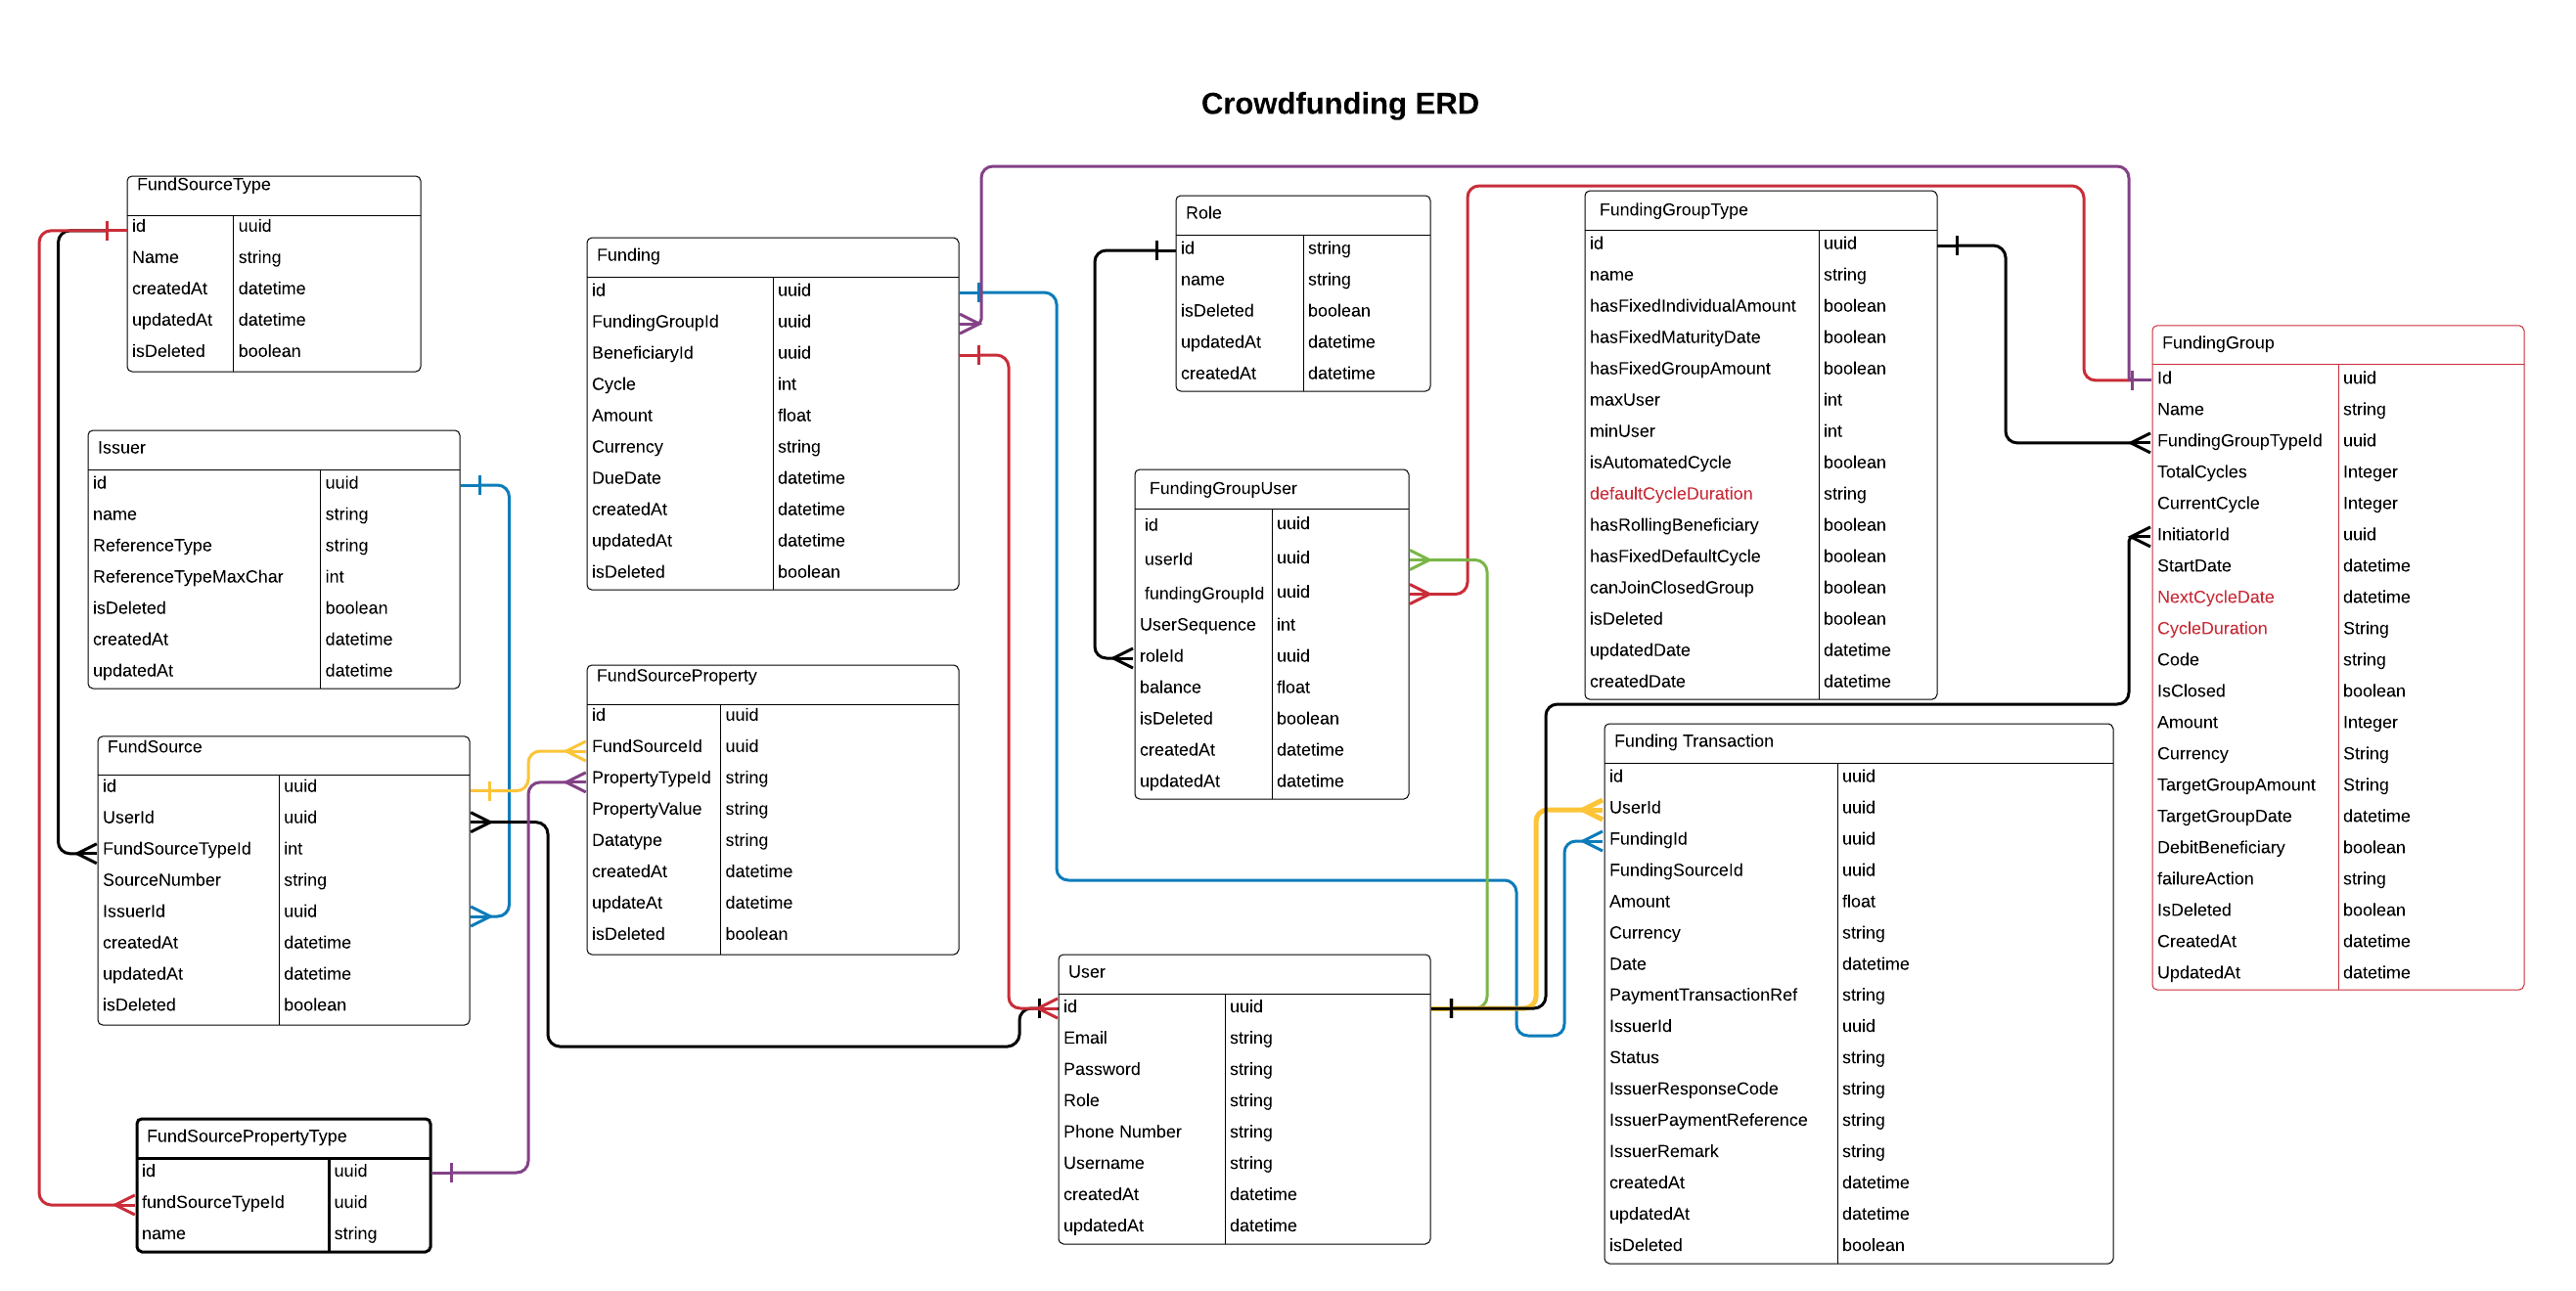 Crowdfunding ERD
FundSourceType
id uuid
Name string
createdAt datetime
updatedAt datetime
isDeleted boolean
Issuer
id uuid
name string
ReferenceType string
ReferenceTypeMaxChar int
isDeleted boolean
createdAt datetime
updatedAt datetime
FundSource
id uuid
UserId uuid
FundSourceTypeId int
SourceNumber string
IssuerId uuid
createdAt datetime
updatedAt datetime
isDeleted boolean
FundSourcePropertyType
id uuid
fundSourceTypeId uuid
name string
Funding
id uuid
FundingGroupId uuid
BeneficiaryId uuid
Cycle int
Amount float
Currency string
DueDate datetime
createdAt datetime
updatedAt datetime
isDeleted boolean
FundSourceProperty
id uuid
FundSourceId uuid
PropertyTypeId string
PropertyValue string
Datatype string
createdAt datetime
updateAt datetime
isDeleted boolean
Role
id string
name string
isDeleted boolean
updatedAt datetime
createdAt datetime
FundingGroupUser
id uuid
userId uuid
fundingGroupId uuid
UserSequence int
roleId uuid
balance float
isDeleted boolean
createdAt datetime
updatedAt datetime
User
id uuid
Email string
Password string
Role string
Phone Number string
Username string
createdAt datetime
updatedAt datetime
FundingGroupType
id uuid
name string
hasFixedIndividualAmount boolean
hasFixedMaturityDate boolean
hasFixedGroupAmount boolean
maxUser int
minUser int
isAutomatedCycle boolean
defaultCycleDuration string
hasRollingBeneficiary boolean
hasFixedDefaultCycle boolean
canJoinClosedGroup boolean
isDeleted boolean
updatedDate datetime
createdDate datetime
Funding Transaction
id uuid
UserId uuid
FundingId uuid
FundingSourceId uuid
Amount float
Currency string
Date datetime
PaymentTransactionRef string
IssuerId uuid
Status string
IssuerResponseCode string
IssuerPaymentReference string
IssuerRemark string
createdAt datetime
updatedAt datetime
isDeleted boolean
FundingGroup
Id uuid
Name string
FundingGroupTypeId uuid
TotalCycles Integer
CurrentCycle Integer
InitiatorId uuid
StartDate datetime
NextCycleDate datetime
CycleDuration String
Code string
IsClosed boolean
Amount Integer
Currency String
TargetGroupAmount String
TargetGroupDate datetime
DebitBeneficiary boolean
failureAction string
IsDeleted boolean
CreatedAt datetime
UpdatedAt datetime